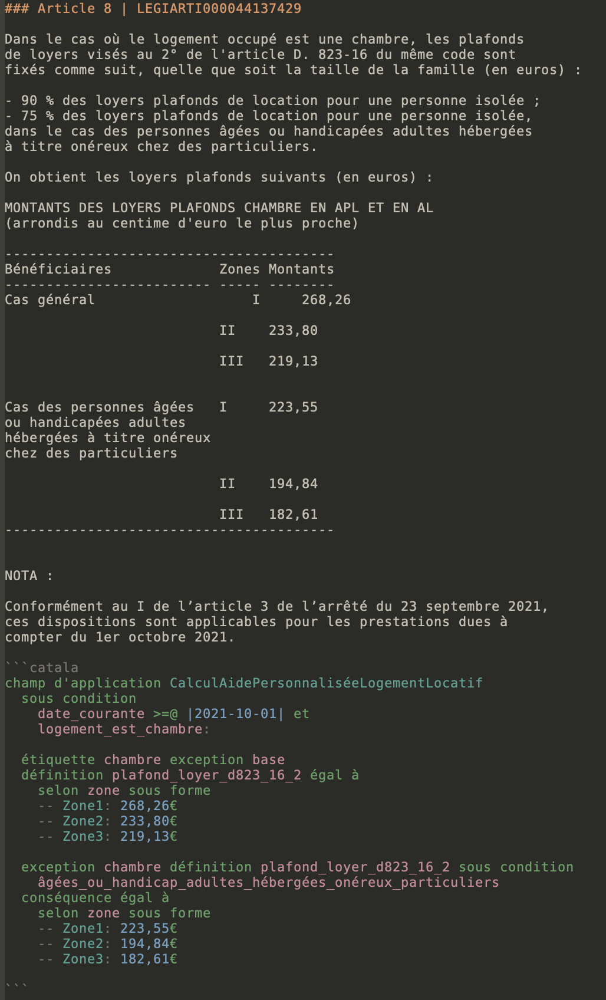 ### Article 8 | LEGIARTI000044137429
Dans le cas où le logement occupé est une chambre, les plafonds
de loyers visés au 2° de l'article D. 823-16 du même code sont
fixés comme suit, quelle que soit la taille de la famille (en euros) :
- 90 % des loyers plafonds de location pour une personne isolée ;
- 75 % des loyers plafonds de location pour une personne isolée,
dans le cas des personnes âgées ou handicapées adultes hébergées
à titre onéreux chez des particuliers.
On obtient les loyers plafonds suivants (en euros) :
MONTANTS DES LOYERS PLAFONDS CHAMBRE EN APL ET EN AL
(arrondis au centime d'euro le plus proche)
----------------------------------------
Bénéficiaires             Zones Montants
------------------------- ----- --------
Cas général                   I     268,26
                          II    233,80
                          III   219,13
Cas des personnes âgées   I     223,55
ou handicapées adultes
hébergées à titre onéreux
chez des particuliers
                          II    194,84
                          III   182,61
----------------------------------------
NOTA :
Conformément au I de l’article 3 de l’arrêté du 23 septembre 2021,
ces dispositions sont applicables pour les prestations dues à
compter du 1er octobre 2021.
```catala
champ d'application CalculAidePersonnaliséeLogementLocatif
  sous condition
    date_courante >=@ |2021-10-01| et
    logement_est_chambre:
  étiquette chambre exception base
  définition plafond_loyer_d823_16_2 égal à
    selon zone sous forme
    -- Zone1: 268,26€
    -- Zone2: 233,80€
    -- Zone3: 219,13€
  exception chambre définition plafond_loyer_d823_16_2 sous condition
    âgées_ou_handicap_adultes_hébergées_onéreux_particuliers
  conséquence égal à
    selon zone sous forme
    -- Zone1: 223,55€
    -- Zone2: 194,84€
    -- Zone3: 182,61€
```